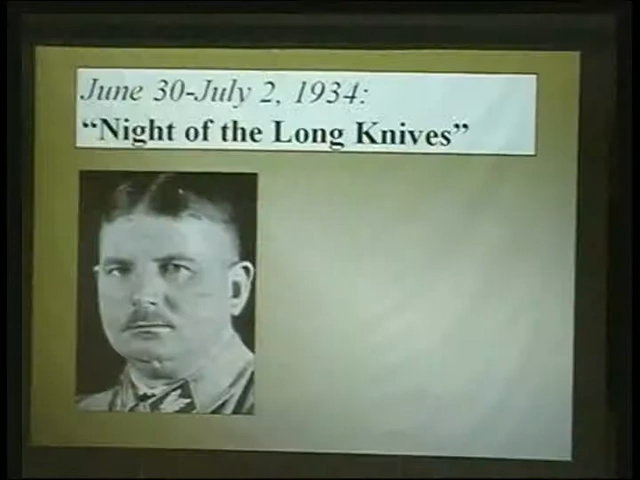 June 30-July 2, 1934:
“Night of the Long Knives”